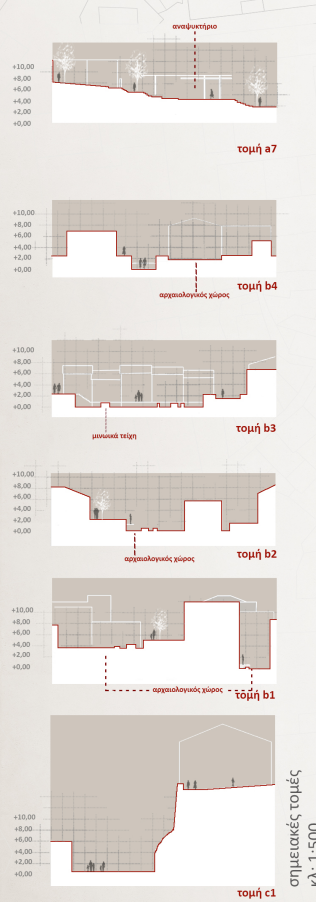 αναψυκτήριο
+10,00
+8,00
+6,00
+4,00
+2,00
+0,00
τομή a7
+10,00
+8,00
+6,00
+4,00
+2,00
+0,00
τομή b4
αρχαιολογικός χώρος
+10,00
+8,00
+6,00
+4,00
+2,00
+0,00
τομή b3
μινωικά τείχη
+10,00
+8,00
+6,00
+4,00
+2,00
+0,00
τομή b2
αρχαιολογικός χώρος
+10,00
+8,00
+6,00
+4,00
+2,00
+0,00
αρχαιολογικός χώρος
τομή b1
+10,00
+8,00
+6,00
+4,00
+2,00
+0,00
τομή c1
σημειακές τομές
κλ: 1:500